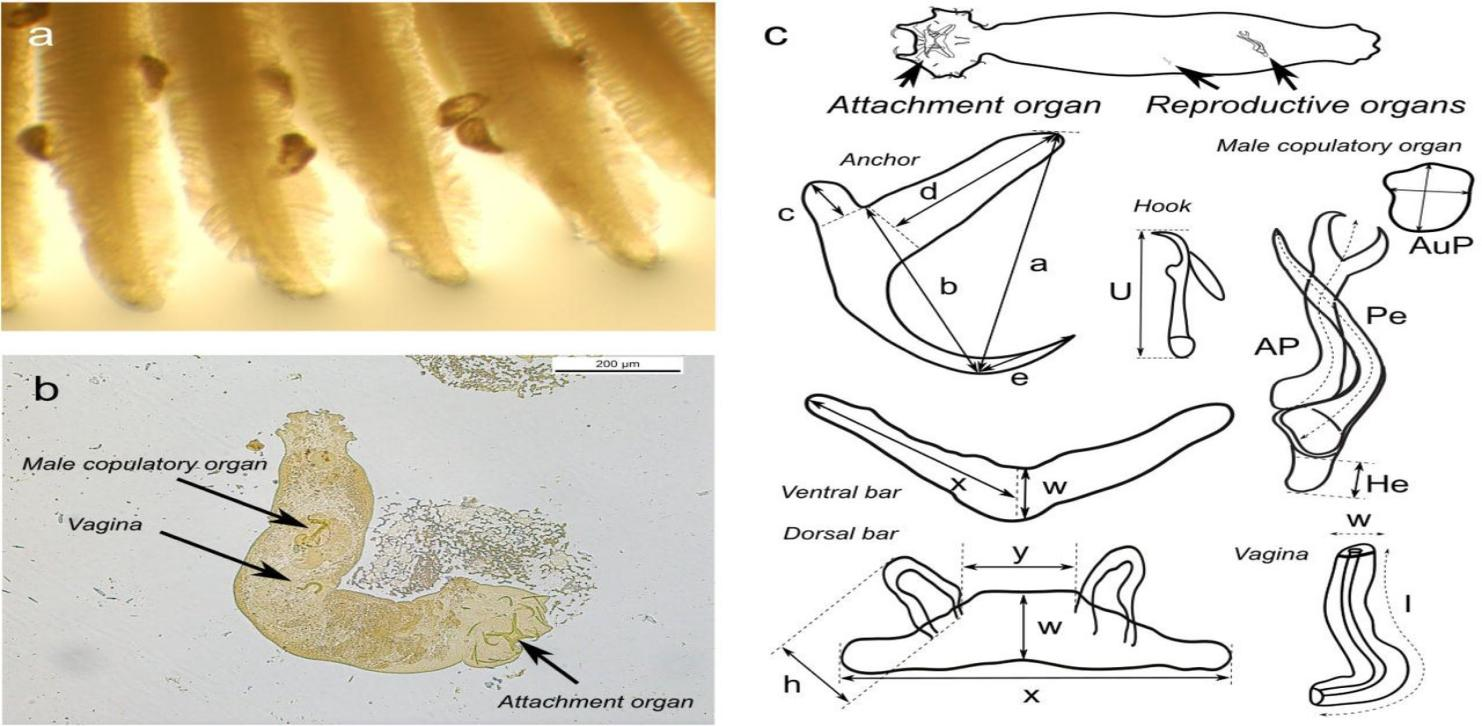 a
b
200 µm
Male copulatory organ
Vagina
Attachment organ
c
Attachment organ
Reproductive organs
Anchor
c
d
b
a
e
Hook
U
Male copulatory organ
AuP
AP
Pe
He
Ventral bar
x
w
Dorsal bar
y
w
h
x
Vagina
w
l